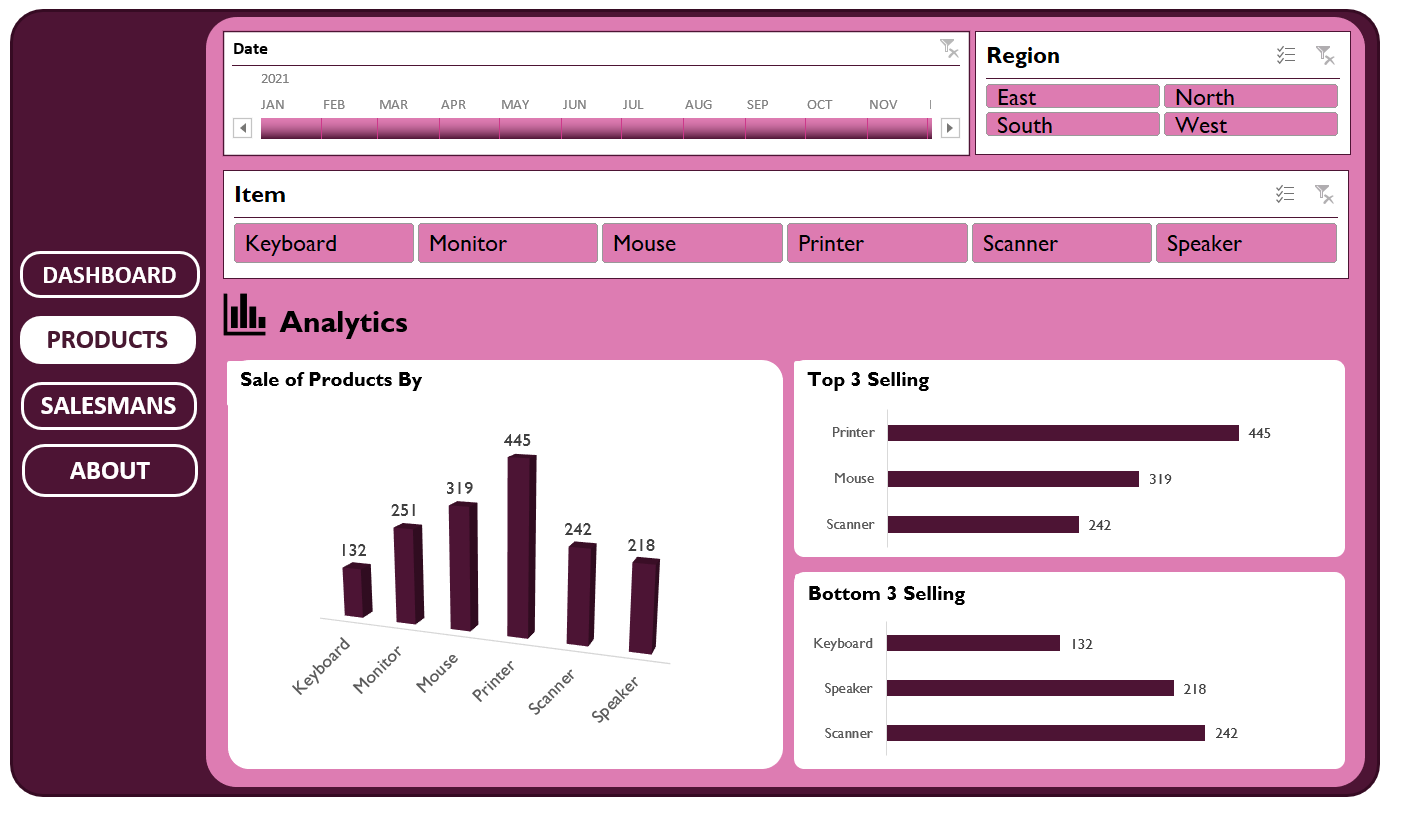 Date
2021
JAN FEB MAR APR MAY JUN JUL AUG SEP OCT NOV
Region
East North
South West
Item
Keyboard Monitor Mouse Printer Scanner Speaker
DASHBOARD
PRODUCTS
SALESMANS
ABOUT
Analytics
Sale of Products By
132 251 319 445 242 218
Keyboard Monitor Mouse Printer Scanner Speaker
Top 3 Selling
Printer 445
Mouse 319
Scanner 242
Bottom 3 Selling
Keyboard 132
Speaker 218
Scanner 242